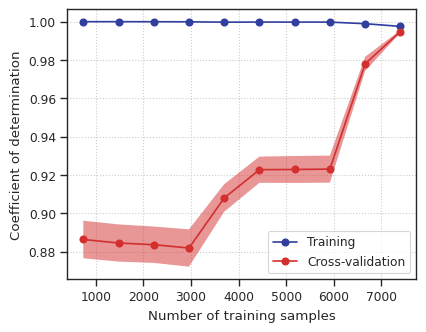 1.00
0.98
0.96
0.94
0.92
0.90
0.88
Coefficient of determination
Training
Cross-validation
1000 2000 3000 4000 5000 6000 7000
Number of training samples